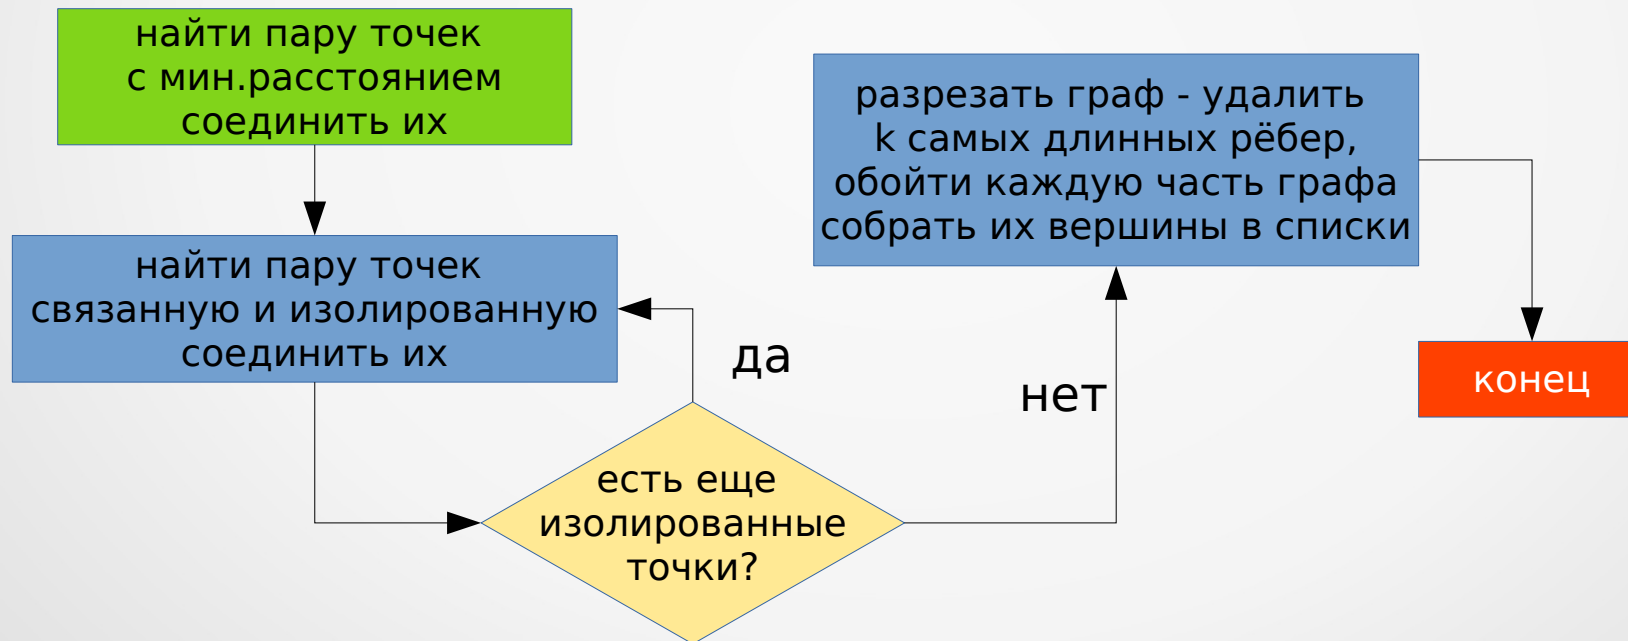 найти пару точек
с мин.расстоянием
соединить их
найти пару точек
связанную и изолированную
соединить их
да
есть еще
изолированные
точки?
нет
разрезать граф - удалить
k самых длинных рёбер,
обойти каждую часть графа
собрать их вершины в списки
конец